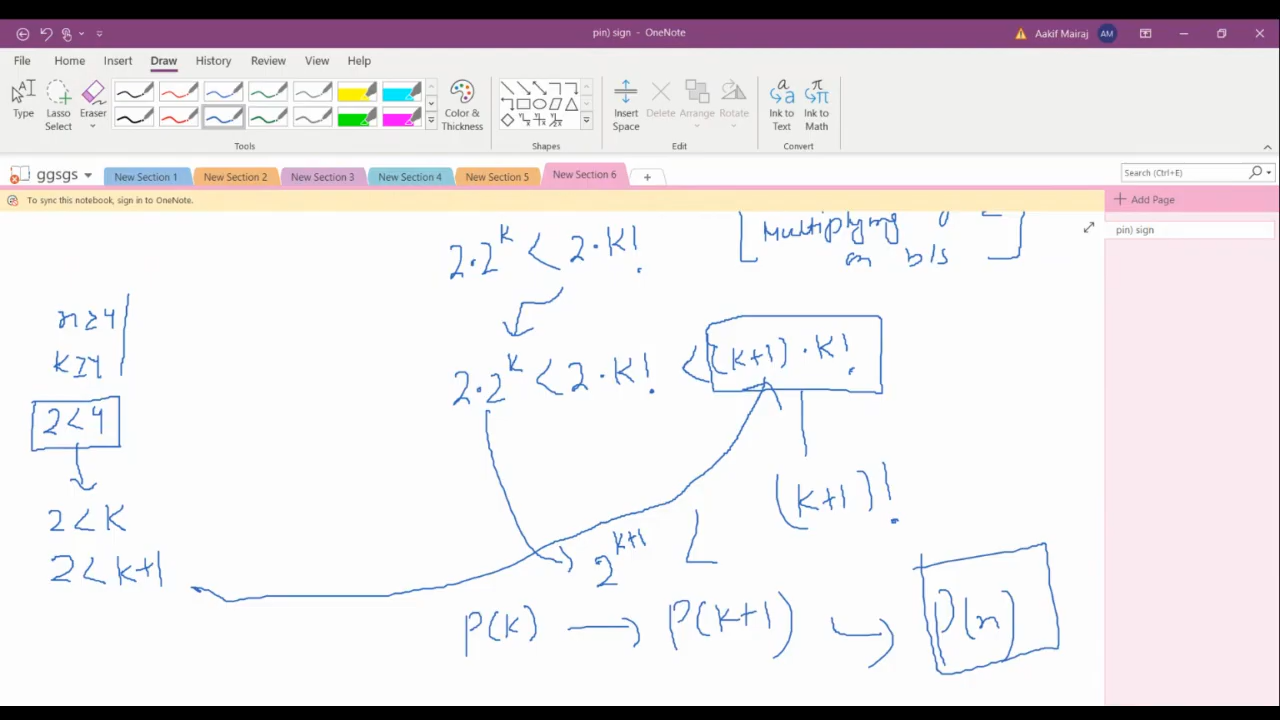 pin) sign - OneNote
Aakif Mairaj AM
File Home Insert Draw History Review View Help
Type
Lasso Select
Eraser
Color & Thickness
Insert Space
Delete
Arrange
Rotate
Ink to Text
Ink to Math
Tools
Shapes
Edit
Convert
ggsgs
New Section 1
New Section 2
New Section 3
New Section 4
New Section 5
New Section 6
Search (Ctrl+E)
To sync this notebook, sign in to OneNote.
Add Page
pin) sign
Multiplying
on b/s
2·2^k < 2·k!
n≥4
k≥4
2·2^k < 2·k! < (k+1)·k!
2<4
(k+1)!
2<k
2<k+1
2^{k+1} <
P(k) → P(k+1) → P(n)